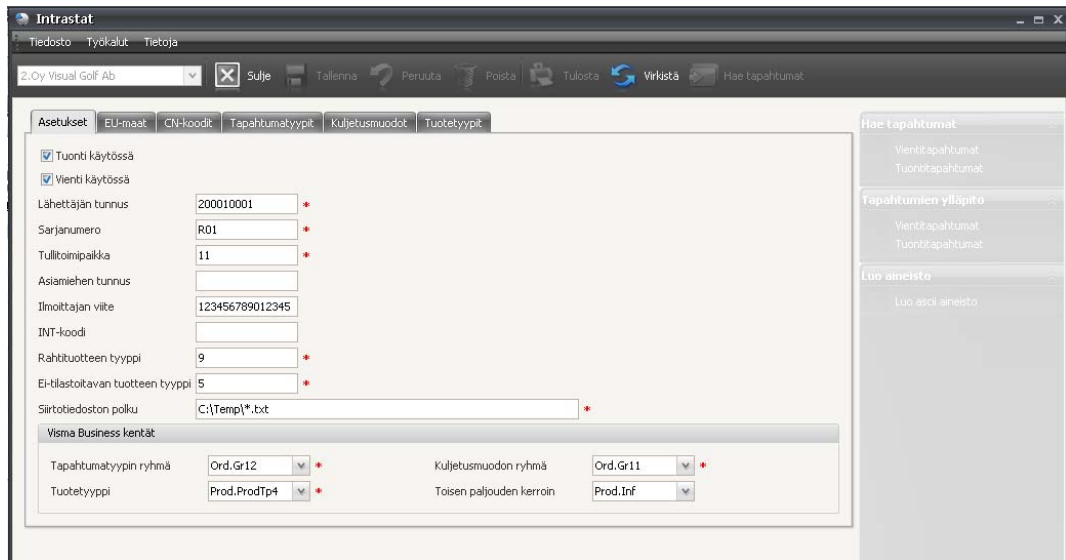 Intrastat
Tiedosto Työkalut Tietoja
2.Oy Visual Golf Ab Sulje Tallenna Peruuta Poista Tulosta Virkistä Hae tapahtumat
Asetukset EU-maat CN-koodit Tapahtumatyypit Kuljetusmuodot Tuotetyypit
Tuonti käytössä
Vienti käytössä
Lähettäjän tunnus 200010001 *
Sarjanumero R01 *
Tullitoimipaikka 11 *
Asiamiehen tunnus
Ilmoittajan viite 123456789012345
INT-koodi
Rahtituotteen tyyppi 9 *
Ei-tilastoitavan tuotteen tyyppi 5 *
Siirtotiedoston polku C:\Temp\*.txt *
Visma Business kentät
Tapahtumatyypin ryhmä Ord.Gr12 * Kuljetusmuodon ryhmä Ord.Gr11 *
Tuotetyyppi Prod.ProdTp4 * Toisen paljouden kerroin Prod.Inf
Hae tapahtumat
Vientitapahtumat
Tuontitapahtumat
Tapahtumien ylläpito
Vientitapahtumat
Tuontitapahtumat
Luo aineisto
Luo ascii aineisto